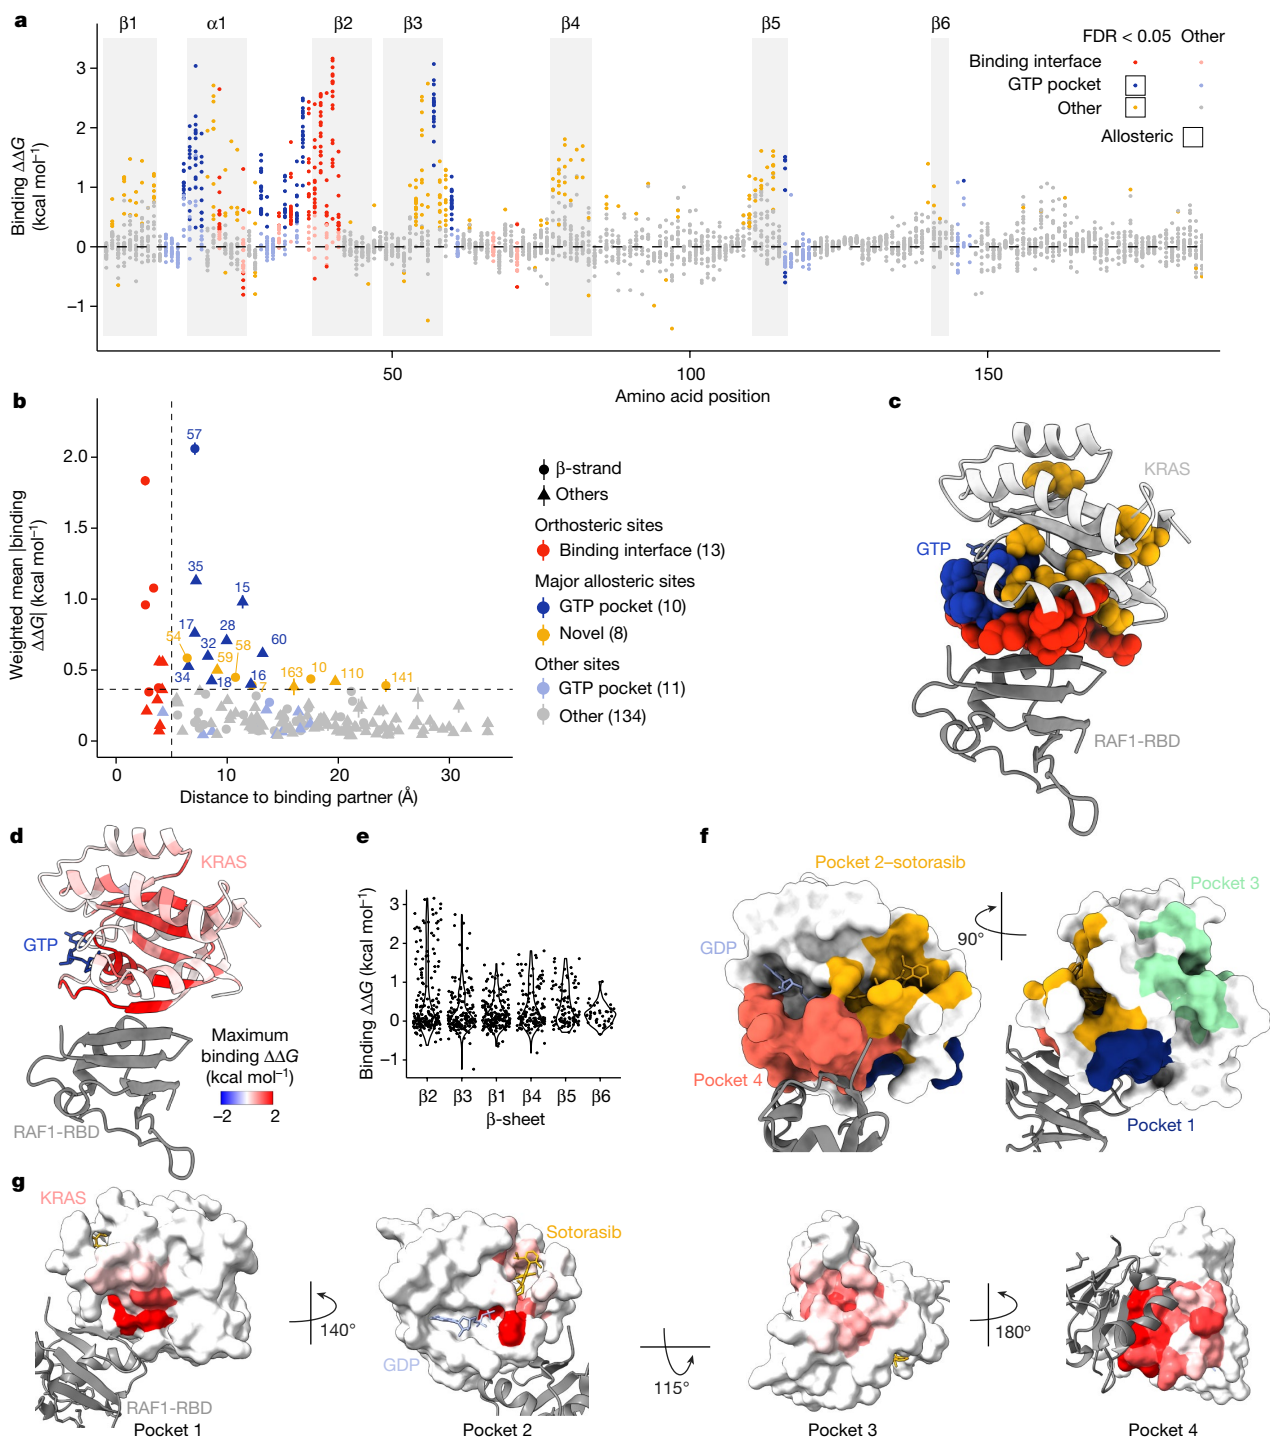 a
β1 α1 β2 β3 β4 β5 β6
FDR < 0.05 Other
Binding interface
GTP pocket
Other
Allosteric
Binding ΔΔG
(kcal mol–1)
3
2
1
0
–1
50 100 150
Amino acid position
b
Weighted mean |binding
ΔΔG| (kcal mol–1)
2.0
1.5
1.0
0.5
0
57
35
15
17
28
54
32
58
60
59
34
18
16
7
163
10
110
141
0 10 20 30
Distance to binding partner (Å)
β-strand
Others
Orthosteric sites
Binding interface (13)
Major allosteric sites
GTP pocket (10)
Novel (8)
Other sites
GTP pocket (11)
Other (134)
c
KRAS
GTP
RAF1-RBD
d
KRAS
GTP
Maximum
binding ΔΔG
(kcal mol–1)
–2 2
RAF1-RBD
e
Binding ΔΔG (kcal mol–1)
3
2
1
0
–1
β2 β3 β1 β4 β5 β6
β-sheet
f
Pocket 2–sotorasib
Pocket 3
90°
GDP
Pocket 4
Pocket 1
g
KRAS
RAF1-RBD
Pocket 1
140°
Sotorasib
GDP
Pocket 2
115°
Pocket 3
180°
Pocket 4